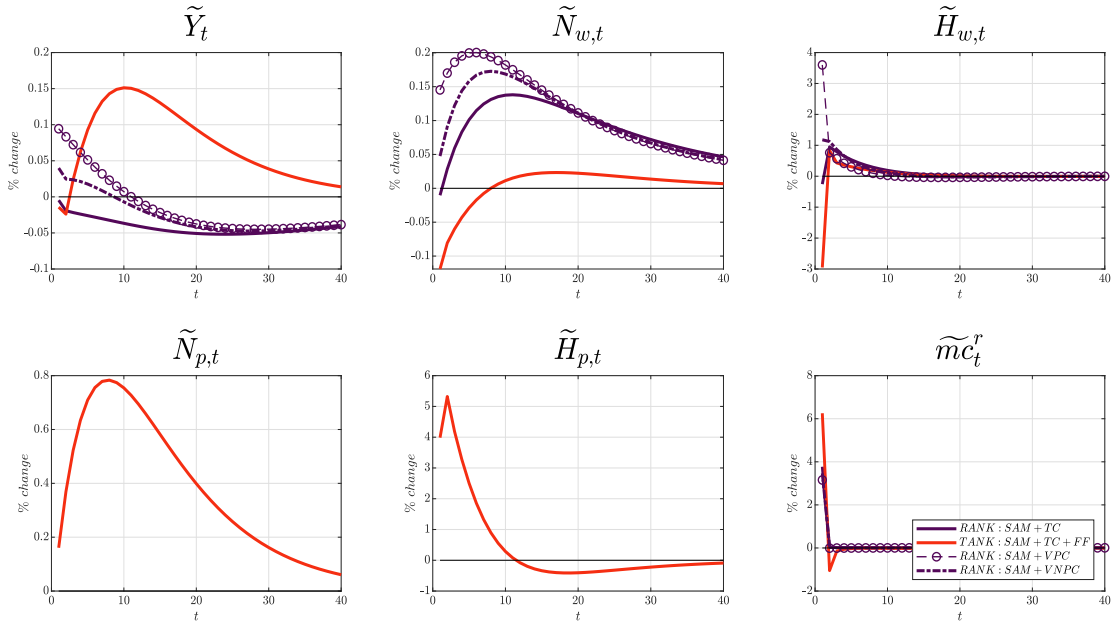 Ỹ_t
Ñ_{w,t}
H̃_{w,t}
% change
0.2
0.15
0.1
0.05
0
-0.05
-0.1
0 10 20 30 40
t
% change
0.2
0.15
0.1
0.05
0
-0.05
-0.1
0 10 20 30 40
t
% change
4
3
2
1
0
-1
-2
-3
0 10 20 30 40
t
Ñ_{p,t}
H̃_{p,t}
m̃c^r_t
% change
0.8
0.6
0.4
0.2
0
0 10 20 30 40
t
% change
6
5
4
3
2
1
0
-1
0 10 20 30 40
t
% change
8
6
4
2
0
-2
0 10 20 30 40
t
RANK : SAM+TC
TANK : SAM+TC+FF
RANK : SAM+VPC
RANK : SAM+VNPC